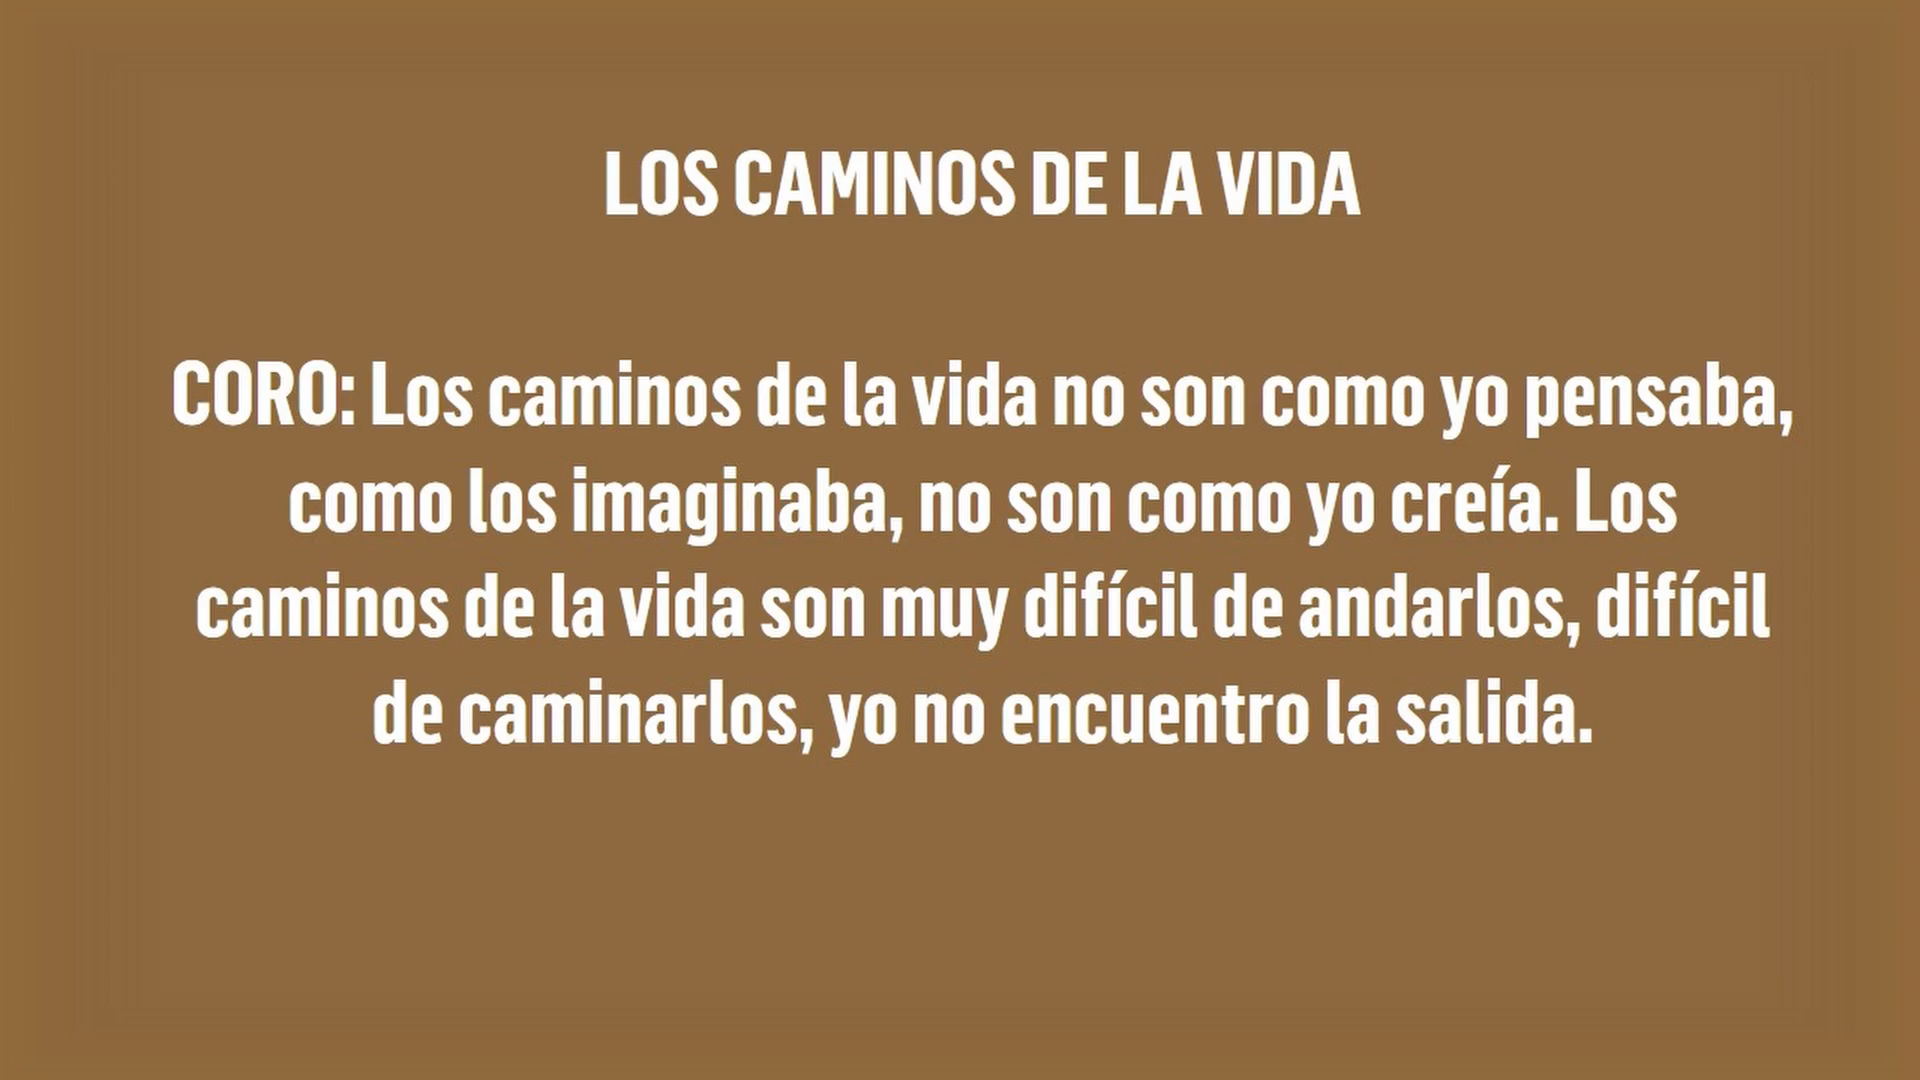 LOS CAMINOS DE LA VIDA
CORO: Los caminos de la vida no son como yo pensaba,
como los imaginaba, no son como yo creía. Los
caminos de la vida son muy difícil de andarlos, difícil
de caminarlos, yo no encuentro la salida.